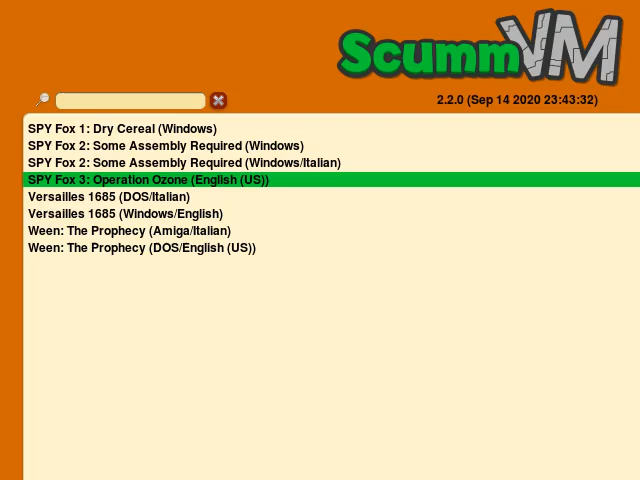 ScummVM
2.2.0 (Sep 14 2020 23:43:32)
SPY Fox 1: Dry Cereal (Windows)
SPY Fox 2: Some Assembly Required (Windows)
SPY Fox 2: Some Assembly Required (Windows/Italian)
SPY Fox 3: Operation Ozone (English (US))
Versailles 1685 (DOS/Italian)
Versailles 1685 (Windows/English)
Ween: The Prophecy (Amiga/Italian)
Ween: The Prophecy (DOS/English (US))